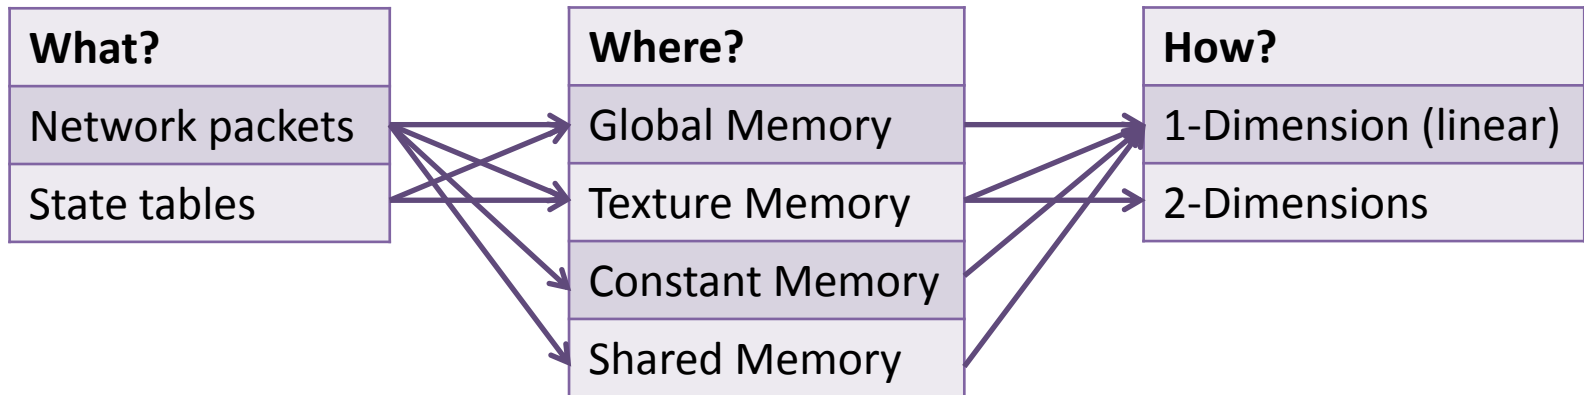 What?
Network packets
State tables
Where?
Global Memory
Texture Memory
Constant Memory
Shared Memory
How?
1-Dimension (linear)
2-Dimensions